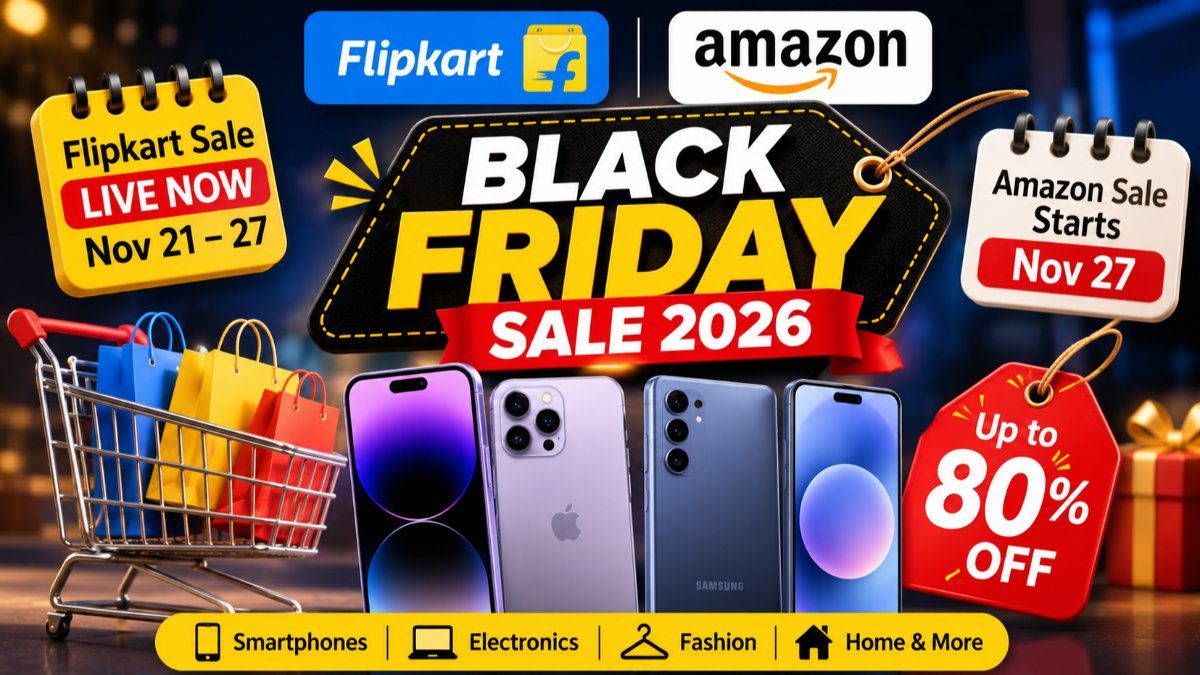 Flipkart
amazon
Flipkart Sale
LIVE NOW
Nov 21 – 27
BLACK
FRIDAY
SALE 2026
Amazon Sale
Starts
Nov 27
Up to
80%
OFF
SAMSUNG
Smartphones
Electronics
Fashion
Home & More